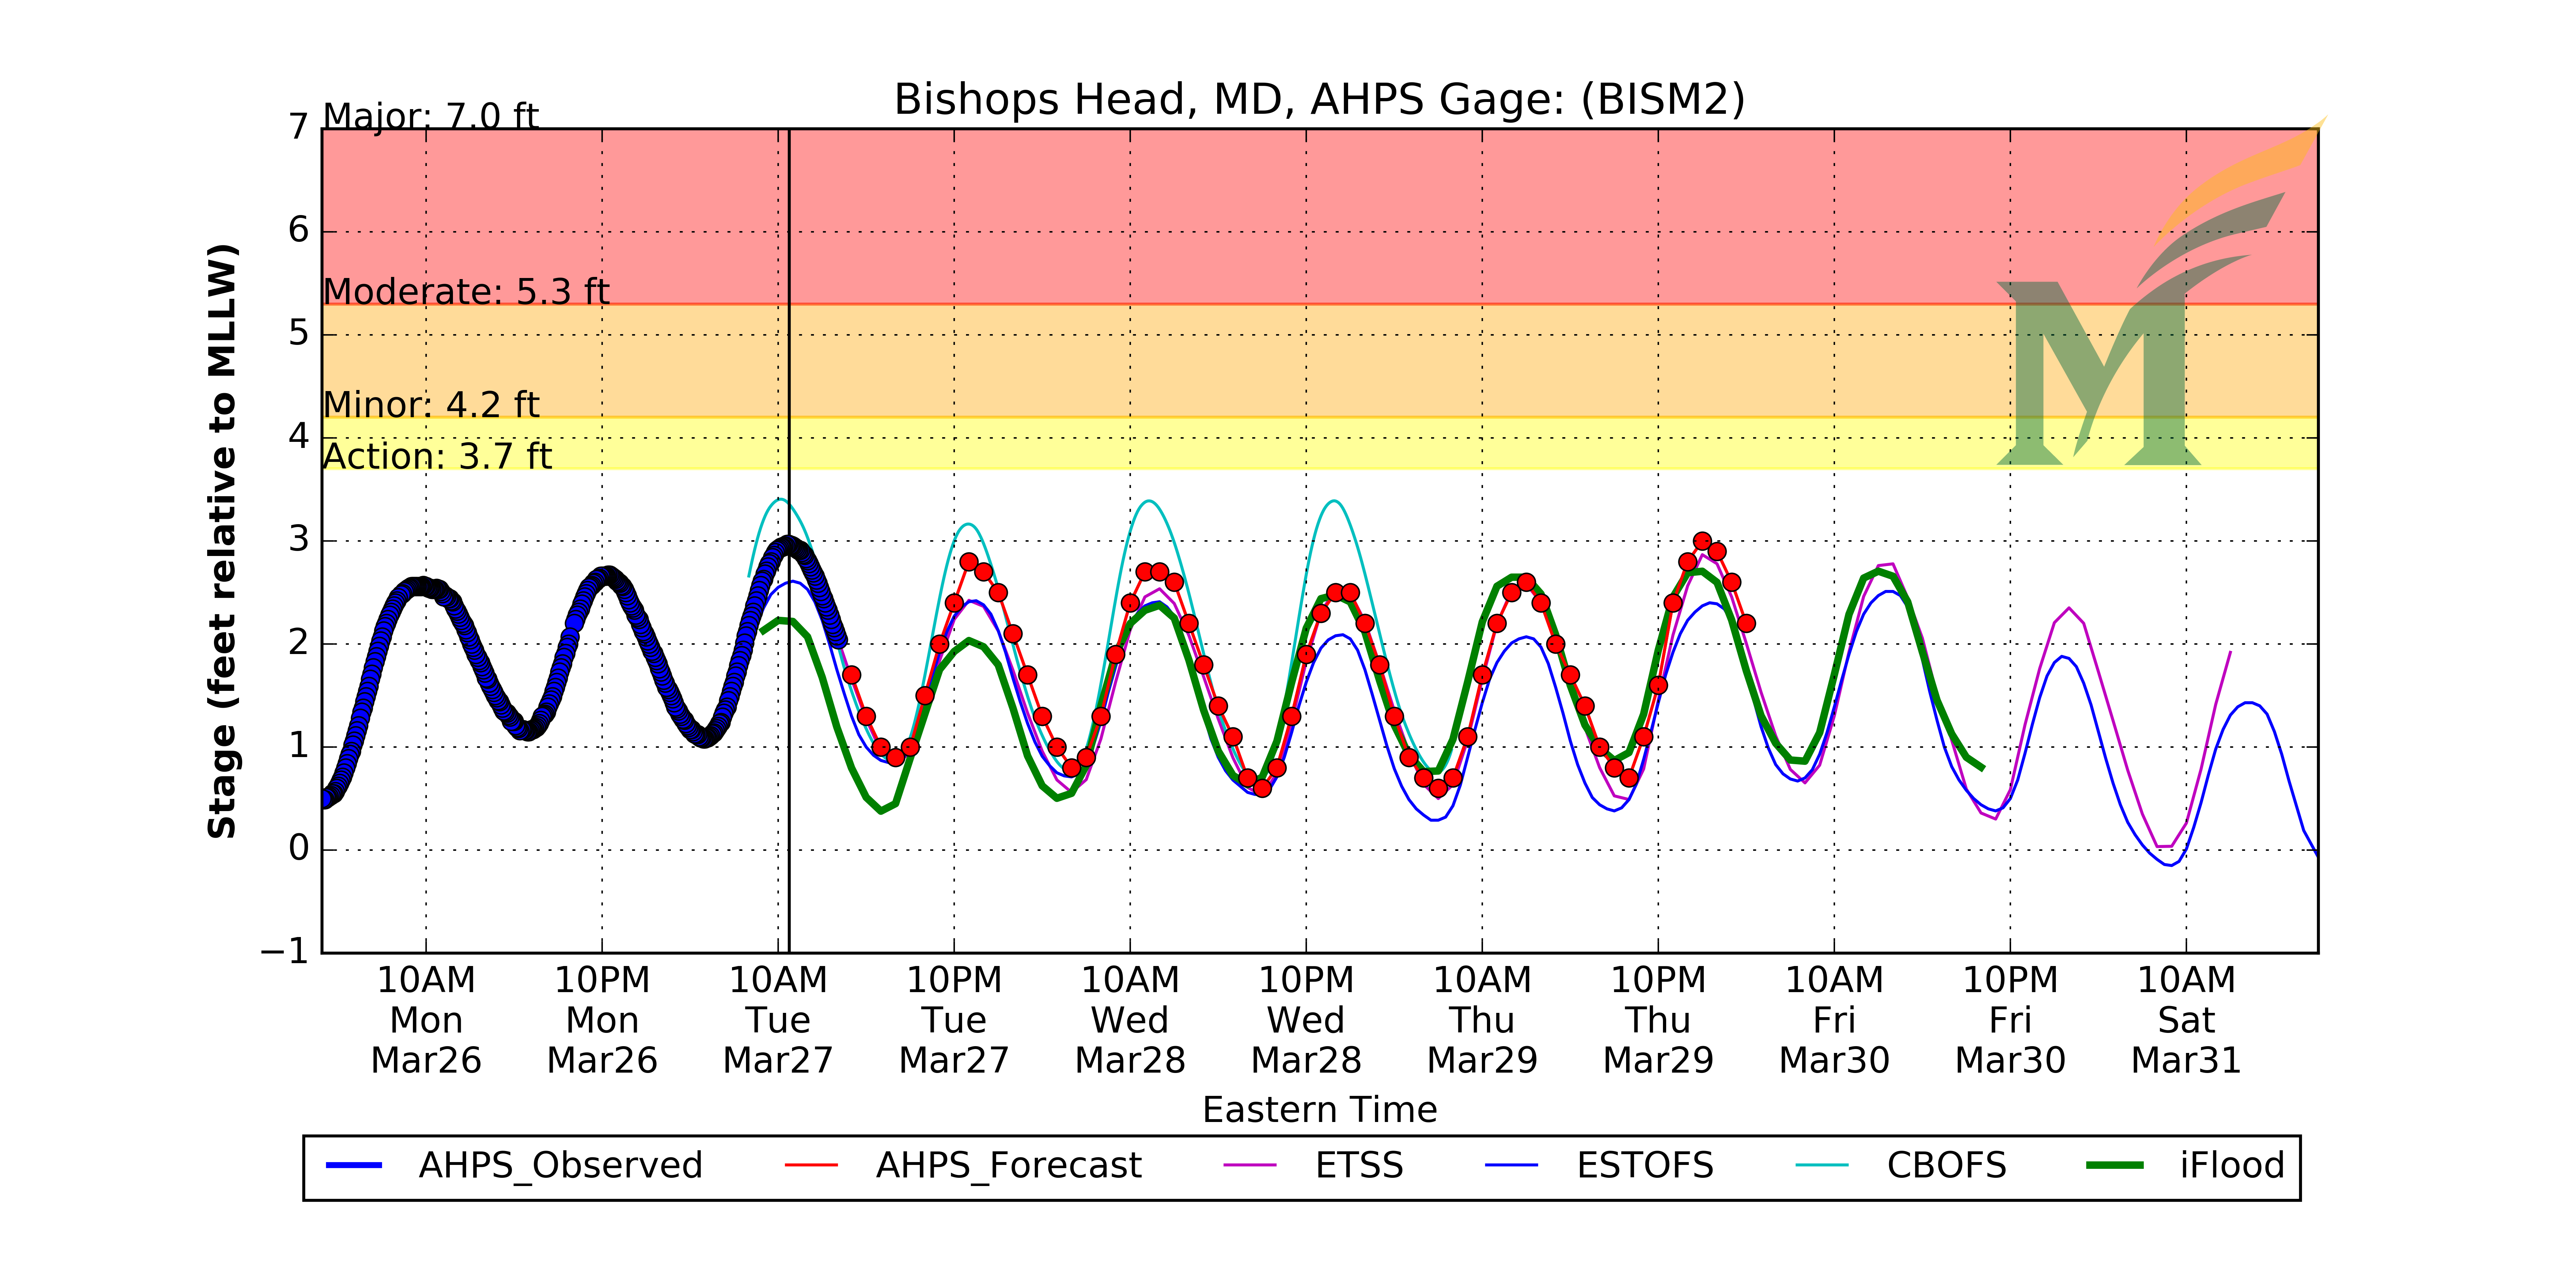 Bishops Head, MD, AHPS Gage: (BISM2)
Major: 7.0 ft
Moderate: 5.3 ft
Minor: 4.2 ft
Action: 3.7 ft
Stage (feet relative to MLLW)
7
6
5
4
3
2
1
0
−1
10AM Mon Mar26
10PM Mon Mar26
10AM Tue Mar27
10PM Tue Mar27
10AM Wed Mar28
10PM Wed Mar28
10AM Thu Mar29
10PM Thu Mar29
10AM Fri Mar30
10PM Fri Mar30
10AM Sat Mar31
Eastern Time
AHPS_Observed
AHPS_Forecast
ETSS
ESTOFS
CBOFS
iFlood
M